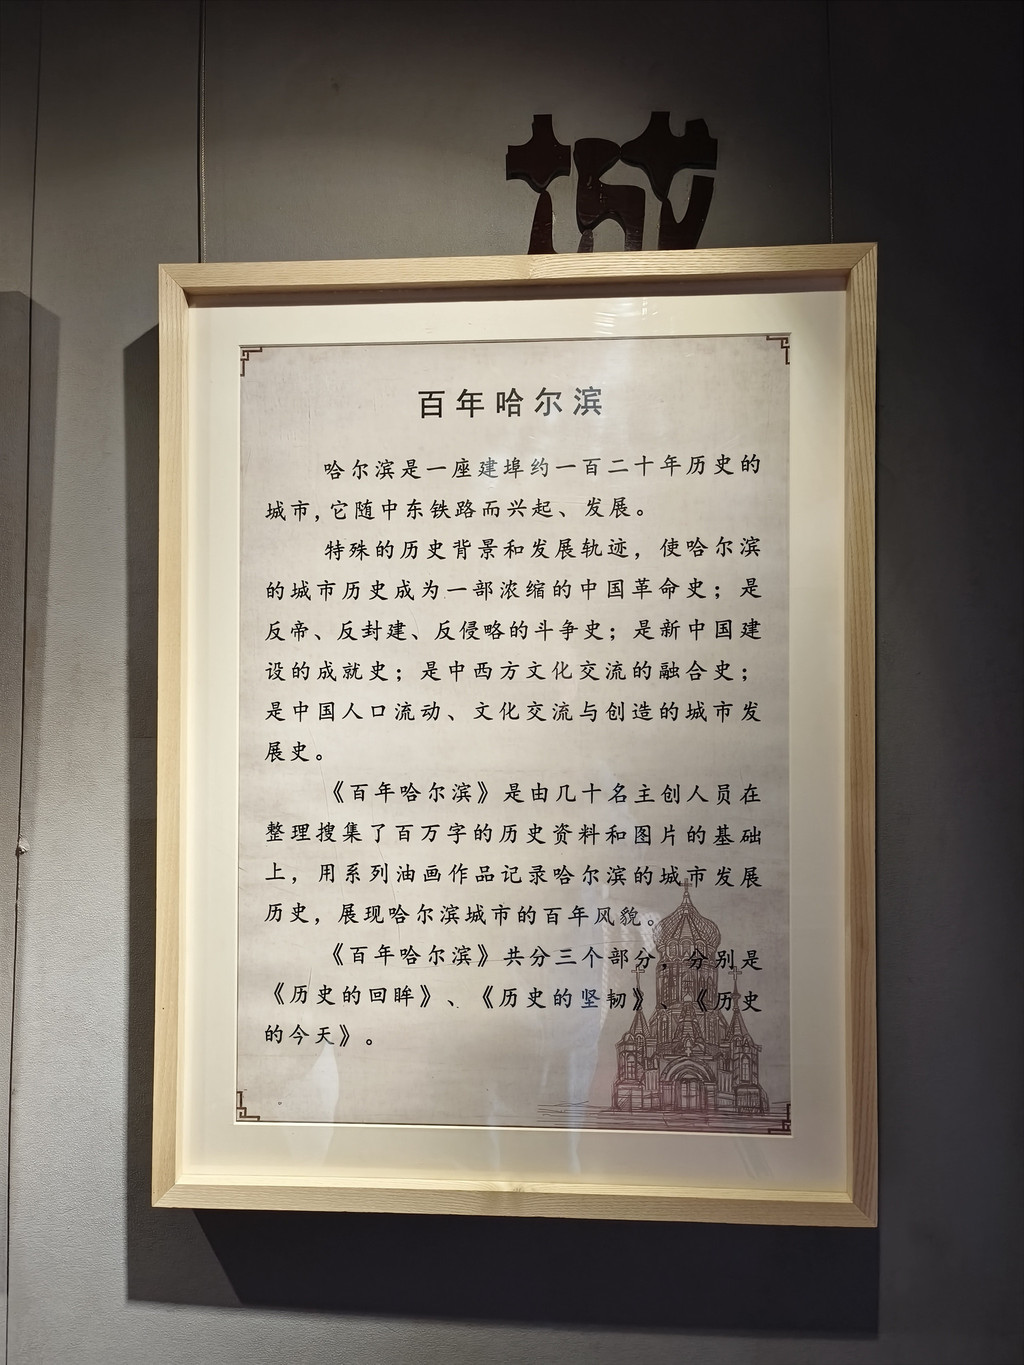 城
百年哈尔滨
哈尔滨是一座建埠约一百二十年历史的
城市，它随中东铁路而兴起、发展。
特殊的历史背景和发展轨迹，使哈尔滨
的城市历史成为一部浓缩的中国革命史；是
反帝、反封建、反侵略的斗争史；是新中国建
设的成就史；是中西方文化交流的融合史；
是中国人口流动、文化交流与创造的城市发
展史。
《百年哈尔滨》是由几十名主创人员在
整理搜集了百万字的历史资料和图片的基础
上，用系列油画作品记录哈尔滨的城市发展
历史，展现哈尔滨城市的百年风貌。
《百年哈尔滨》共分三个部分，分别是
《历史的回眸》、《历史的坚韧》、《历史
的今天》。